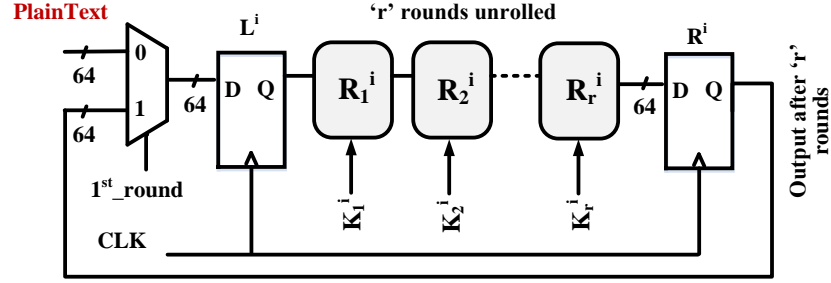 PlainText
L^i
‘r’ rounds unrolled
R^i
0
64
1
64
64
D Q
R_1^i
R_2^i
R_r^i
64
D Q
Output after ‘r’
rounds
1^st_round
K_1^i
K_2^i
K_r^i
CLK